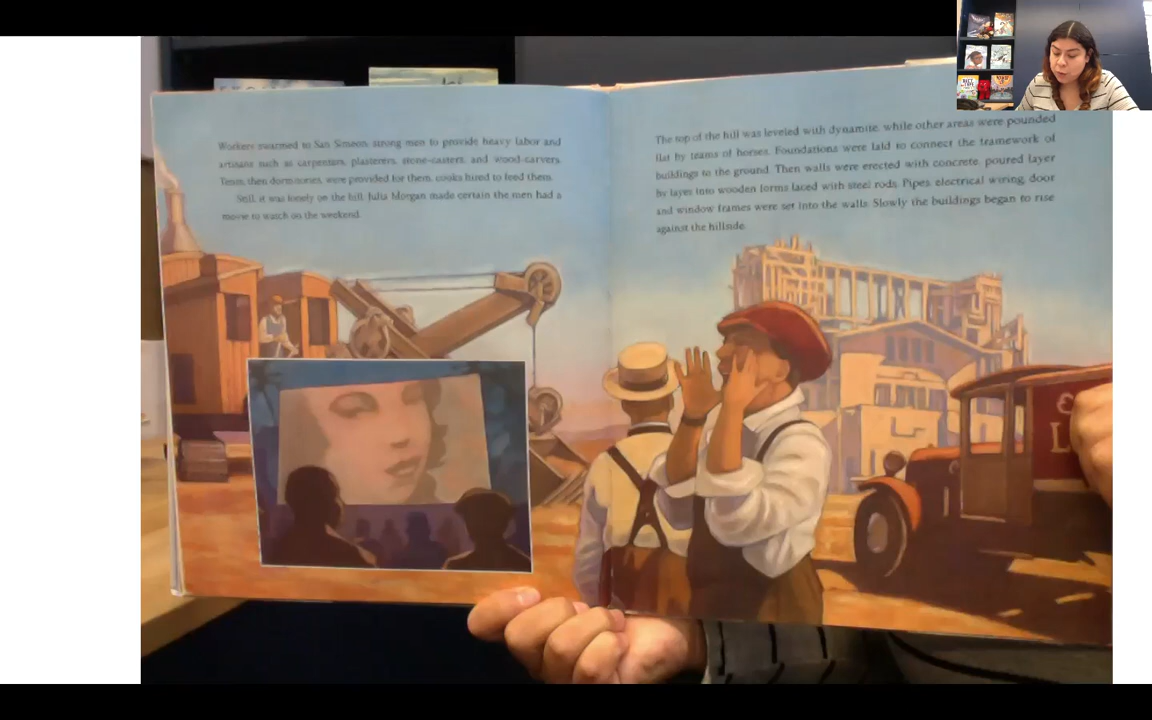 Workers swarmed to San Simeon, strong men to provide heavy labor and
artisans such as carpenters, plasterers, stone-casters, and wood-carvers.
Tents, then dormitories, were provided for them, cooks hired to feed them.
Still, it was lonely on the hill. Julia Morgan made certain the men had a
movie to watch on the weekend.
The top of the hill was leveled with dynamite, while other areas were pounded
flat by teams of horses. Foundations were laid to connect the framework of
buildings to the ground. Then walls were erected with concrete, poured layer
by layer into wooden forms laced with steel rods. Pipes, electrical wiring, door
and window frames were set into the walls. Slowly the buildings began to rise
against the hillside.